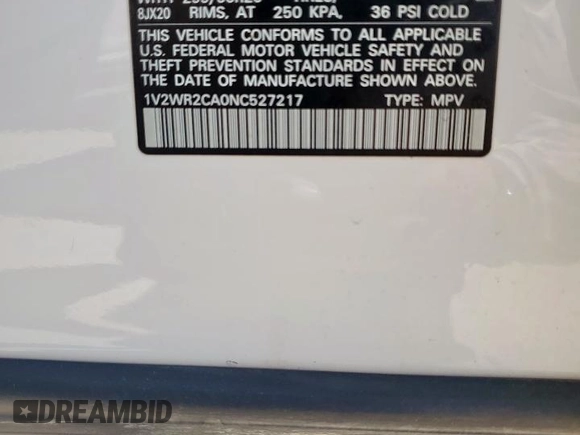 8JX20 RIMS, AT 250 KPA, 36 PSI COLD
THIS VEHICLE CONFORMS TO ALL APPLICABLE
U.S. FEDERAL MOTOR VEHICLE SAFETY AND
THEFT PREVENTION STANDARDS IN EFFECT ON
THE DATE OF MANUFACTURE SHOWN ABOVE.
1V2WR2CA0NC527217 TYPE: MPV
DREAMBID